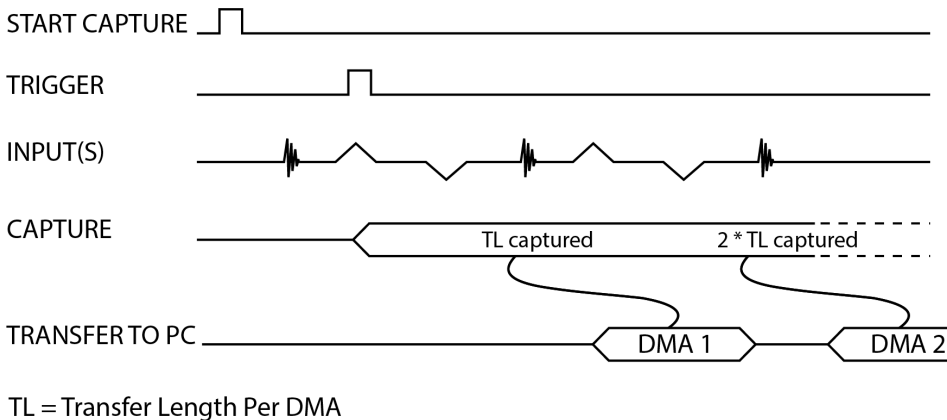 START CAPTURE
TRIGGER
INPUT(S)
CAPTURE
TL captured 2 * TL captured
TRANSFER TO PC
DMA 1 DMA 2
TL = Transfer Length Per DMA